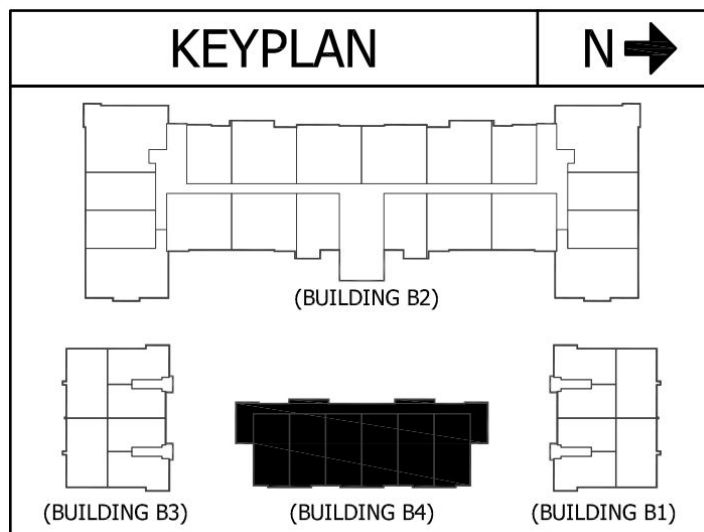 KEYPLAN
N
(BUILDING B2)
(BUILDING B3)
(BUILDING B4)
(BUILDING B1)